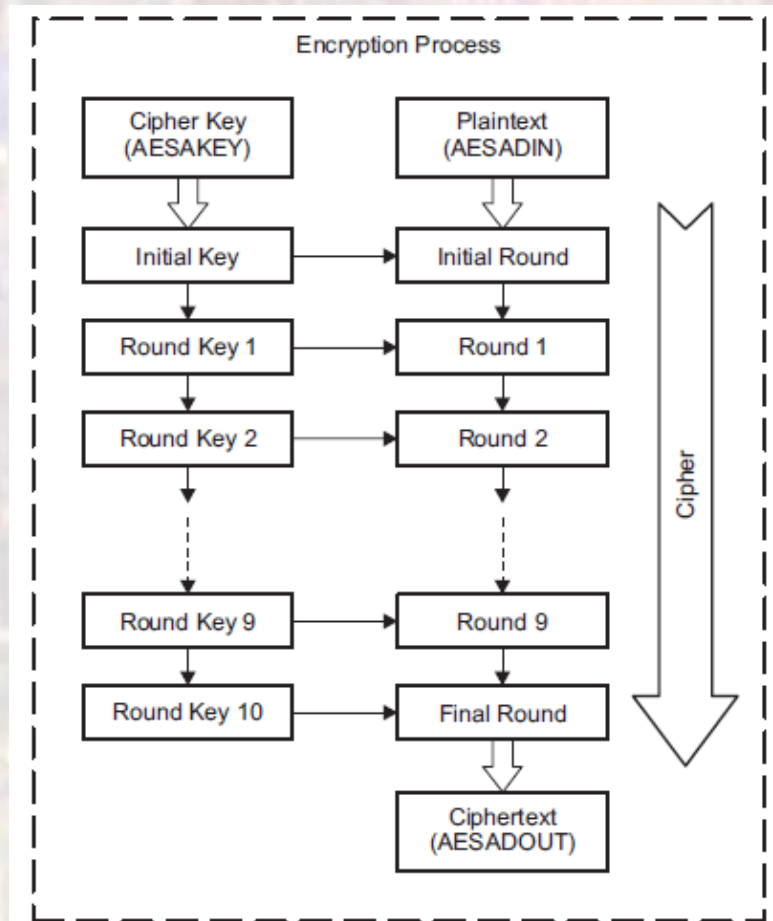 Encryption Process
Cipher Key
(AESAKEY)
Plaintext
(AESADIN)
Initial Key
Initial Round
Round Key 1
Round 1
Round Key 2
Round 2
Round Key 9
Round 9
Round Key 10
Final Round
Ciphertext
(AESADOUT)
Cipher